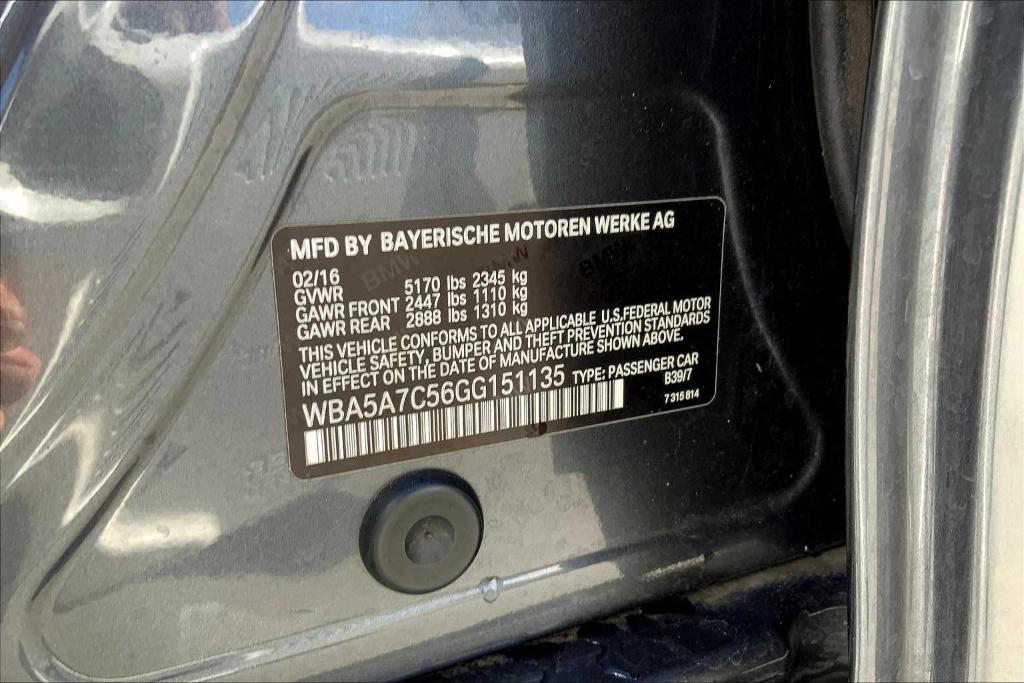 MFD BY BAYERISCHE MOTOREN WERKE AG
02/16
GVWR 5170 lbs 2345 kg
GAWR FRONT 2447 lbs 1110 kg
GAWR REAR 2888 lbs 1310 kg
THIS VEHICLE CONFORMS TO ALL APPLICABLE U.S.FEDERAL MOTOR
VEHICLE SAFETY, BUMPER AND THEFT PREVENTION STANDARDS
IN EFFECT ON THE DATE OF MANUFACTURE SHOWN ABOVE.
WBA5A7C56GG151135 TYPE: PASSENGER CAR
B39/7
7 315 814
BMW
BMW